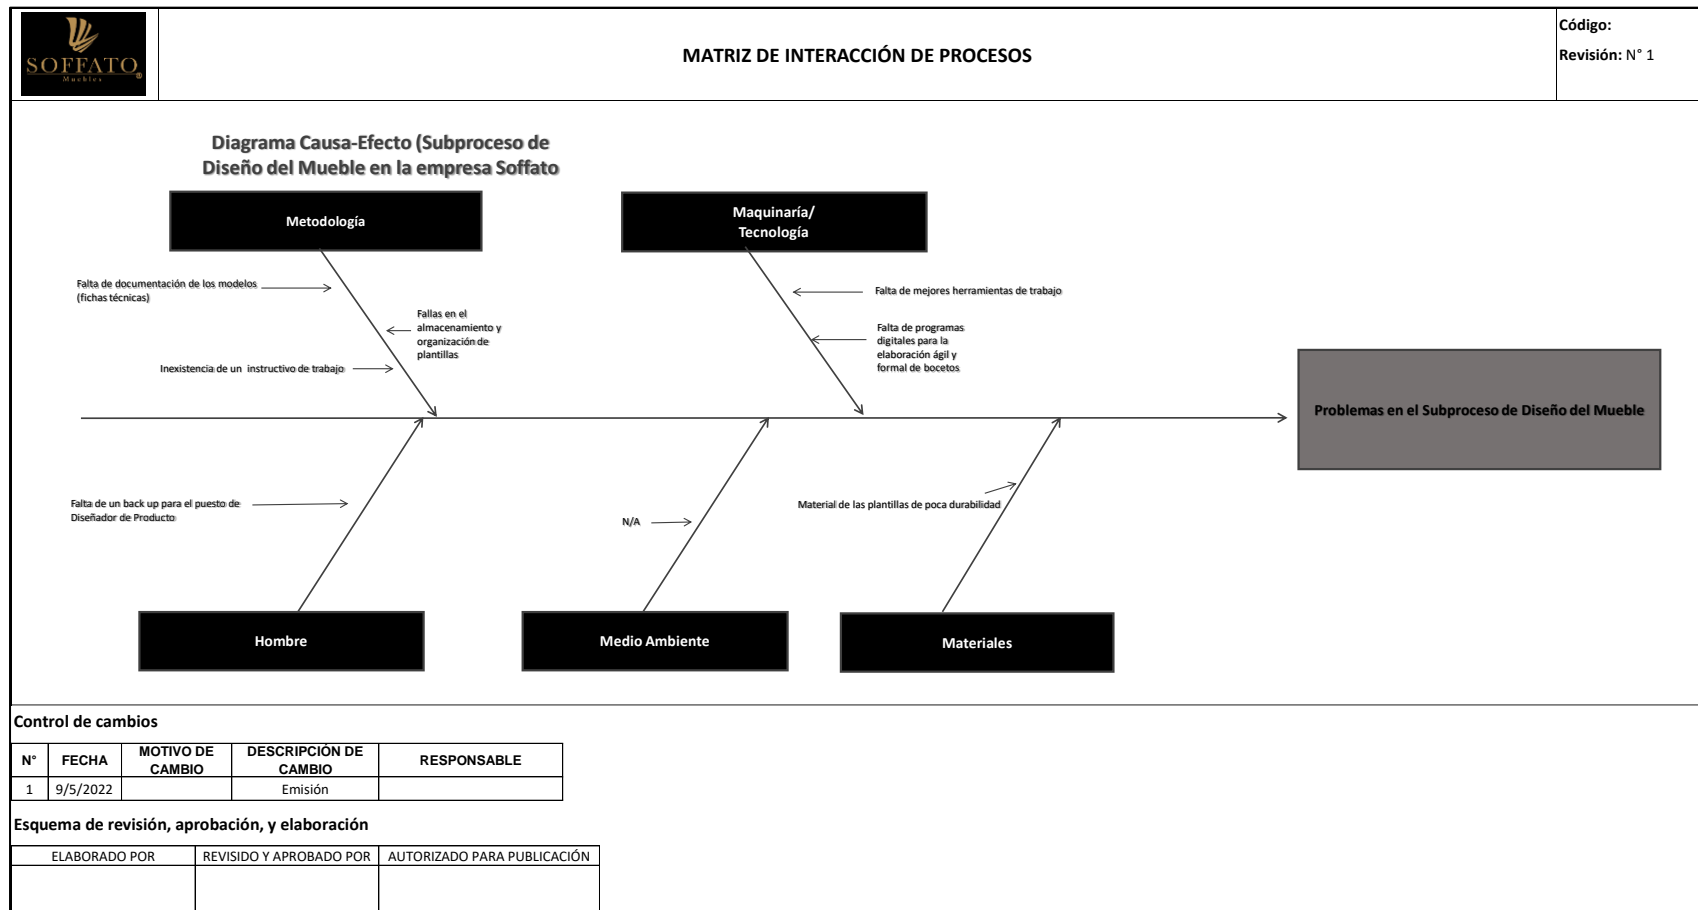 SOFFATO
Muebles
MATRIZ DE INTERACCIÓN DE PROCESOS
Código:
Revisión: N° 1
Diagrama Causa-Efecto (Subproceso de
Diseño del Mueble en la empresa Soffato
Metodología
Maquinaría/
Tecnología
Falta de documentación de los modelos
(fichas técnicas)
Fallas en el
almacenamiento y
organización de
plantillas
Inexistencia de un instructivo de trabajo
Falta de mejores herramientas de trabajo
Falta de programas
digitales para la
elaboración ágil y
formal de bocetos
Problemas en el Subproceso de Diseño del Mueble
Falta de un back up para el puesto de
Diseñador de Producto
N/A
Material de las plantillas de poca durabilidad
Hombre
Medio Ambiente
Materiales
Control de cambios
N° FECHA MOTIVO DE CAMBIO DESCRIPCIÓN DE CAMBIO RESPONSABLE
1 9/5/2022 Emisión
Esquema de revisión, aprobación, y elaboración
ELABORADO POR REVISIDO Y APROBADO POR AUTORIZADO PARA PUBLICACIÓN